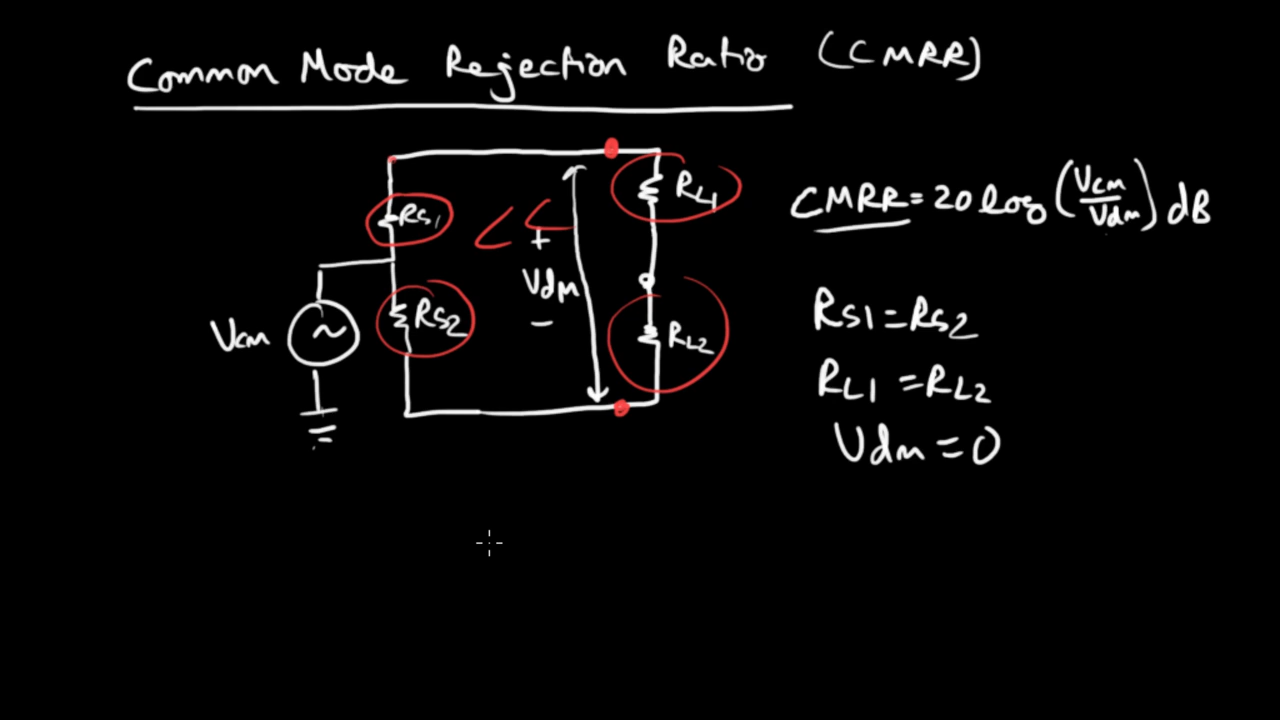 Common Mode Rejection Ratio (CMRR)
RS1
<<
RL1
CMRR = 20 log (Vcm/Vdm) dB
+
Vdm
−
Vcm
~
RS2
RL2
RS1 = RS2
RL1 = RL2
Vdm = 0